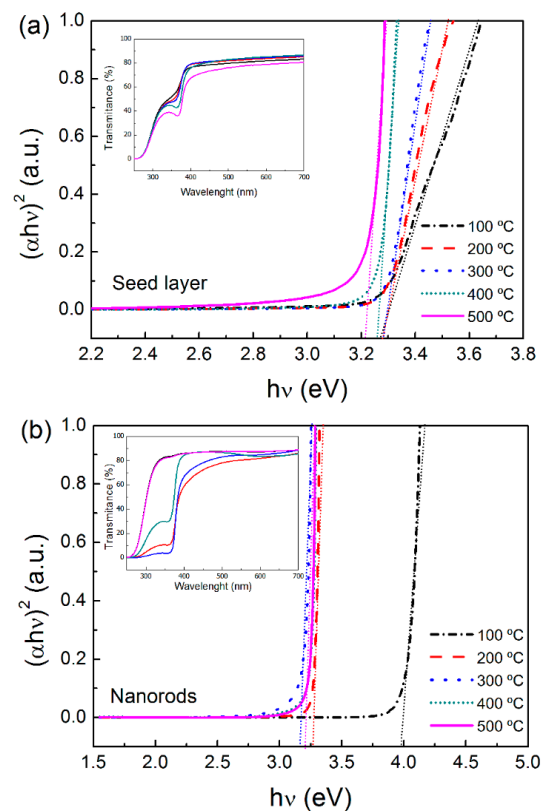 (a)
1.0
0.8
0.6
0.4
0.2
0.0
(αhν)² (a.u.)
100
80
60
40
20
0
Transmitance (%)
300 400 500 600 700
Wavelenght (nm)
Seed layer
100 ºC
200 ºC
300 ºC
400 ºC
500 ºC
2.2 2.4 2.6 2.8 3.0 3.2 3.4 3.6 3.8
hν (eV)
(b)
1.0
0.8
0.6
0.4
0.2
0.0
(αhν)² (a.u.)
100
80
60
40
20
0
Transmitance (%)
300 400 500 600 700
Wavelenght (nm)
Nanorods
100 ºC
200 ºC
300 ºC
400 ºC
500 ºC
1.5 2.0 2.5 3.0 3.5 4.0 4.5 5.0
hν (eV)